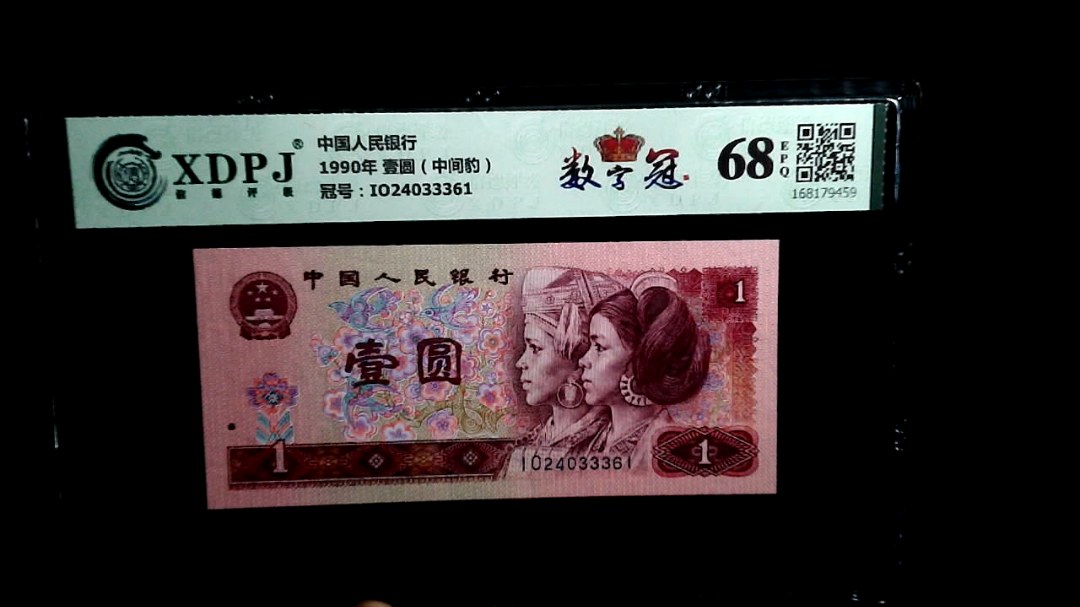 XDPJ®
中国人民银行
1990年 壹圆（中间豹）
冠号：IO24033361
数字冠
68
EPQ
168179459
中国人民银行
1
壹圆
1
IO24033361
1